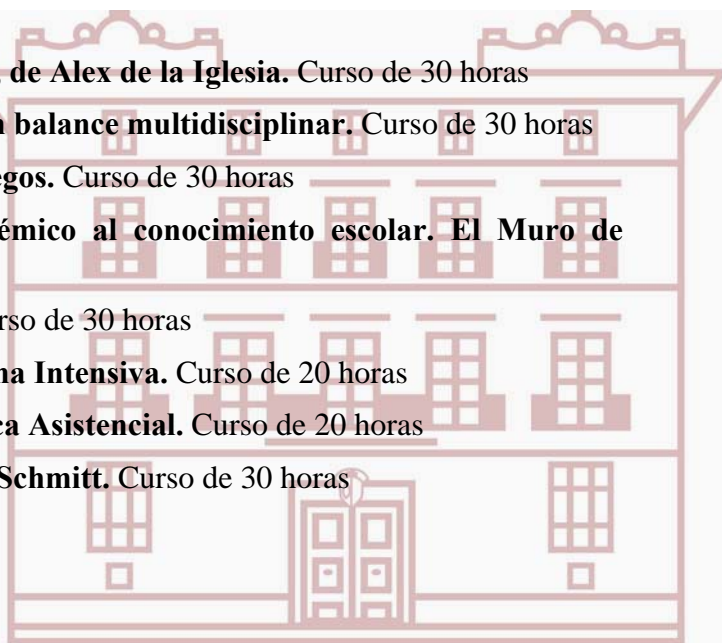 de Alex de la Iglesia. Curso de 30 horas
balance multidisciplinar. Curso de 30 horas
egos. Curso de 30 horas
émico al conocimiento escolar. El Muro de
rso de 30 horas
na Intensiva. Curso de 20 horas
ca Asistencial. Curso de 20 horas
Schmitt. Curso de 30 horas